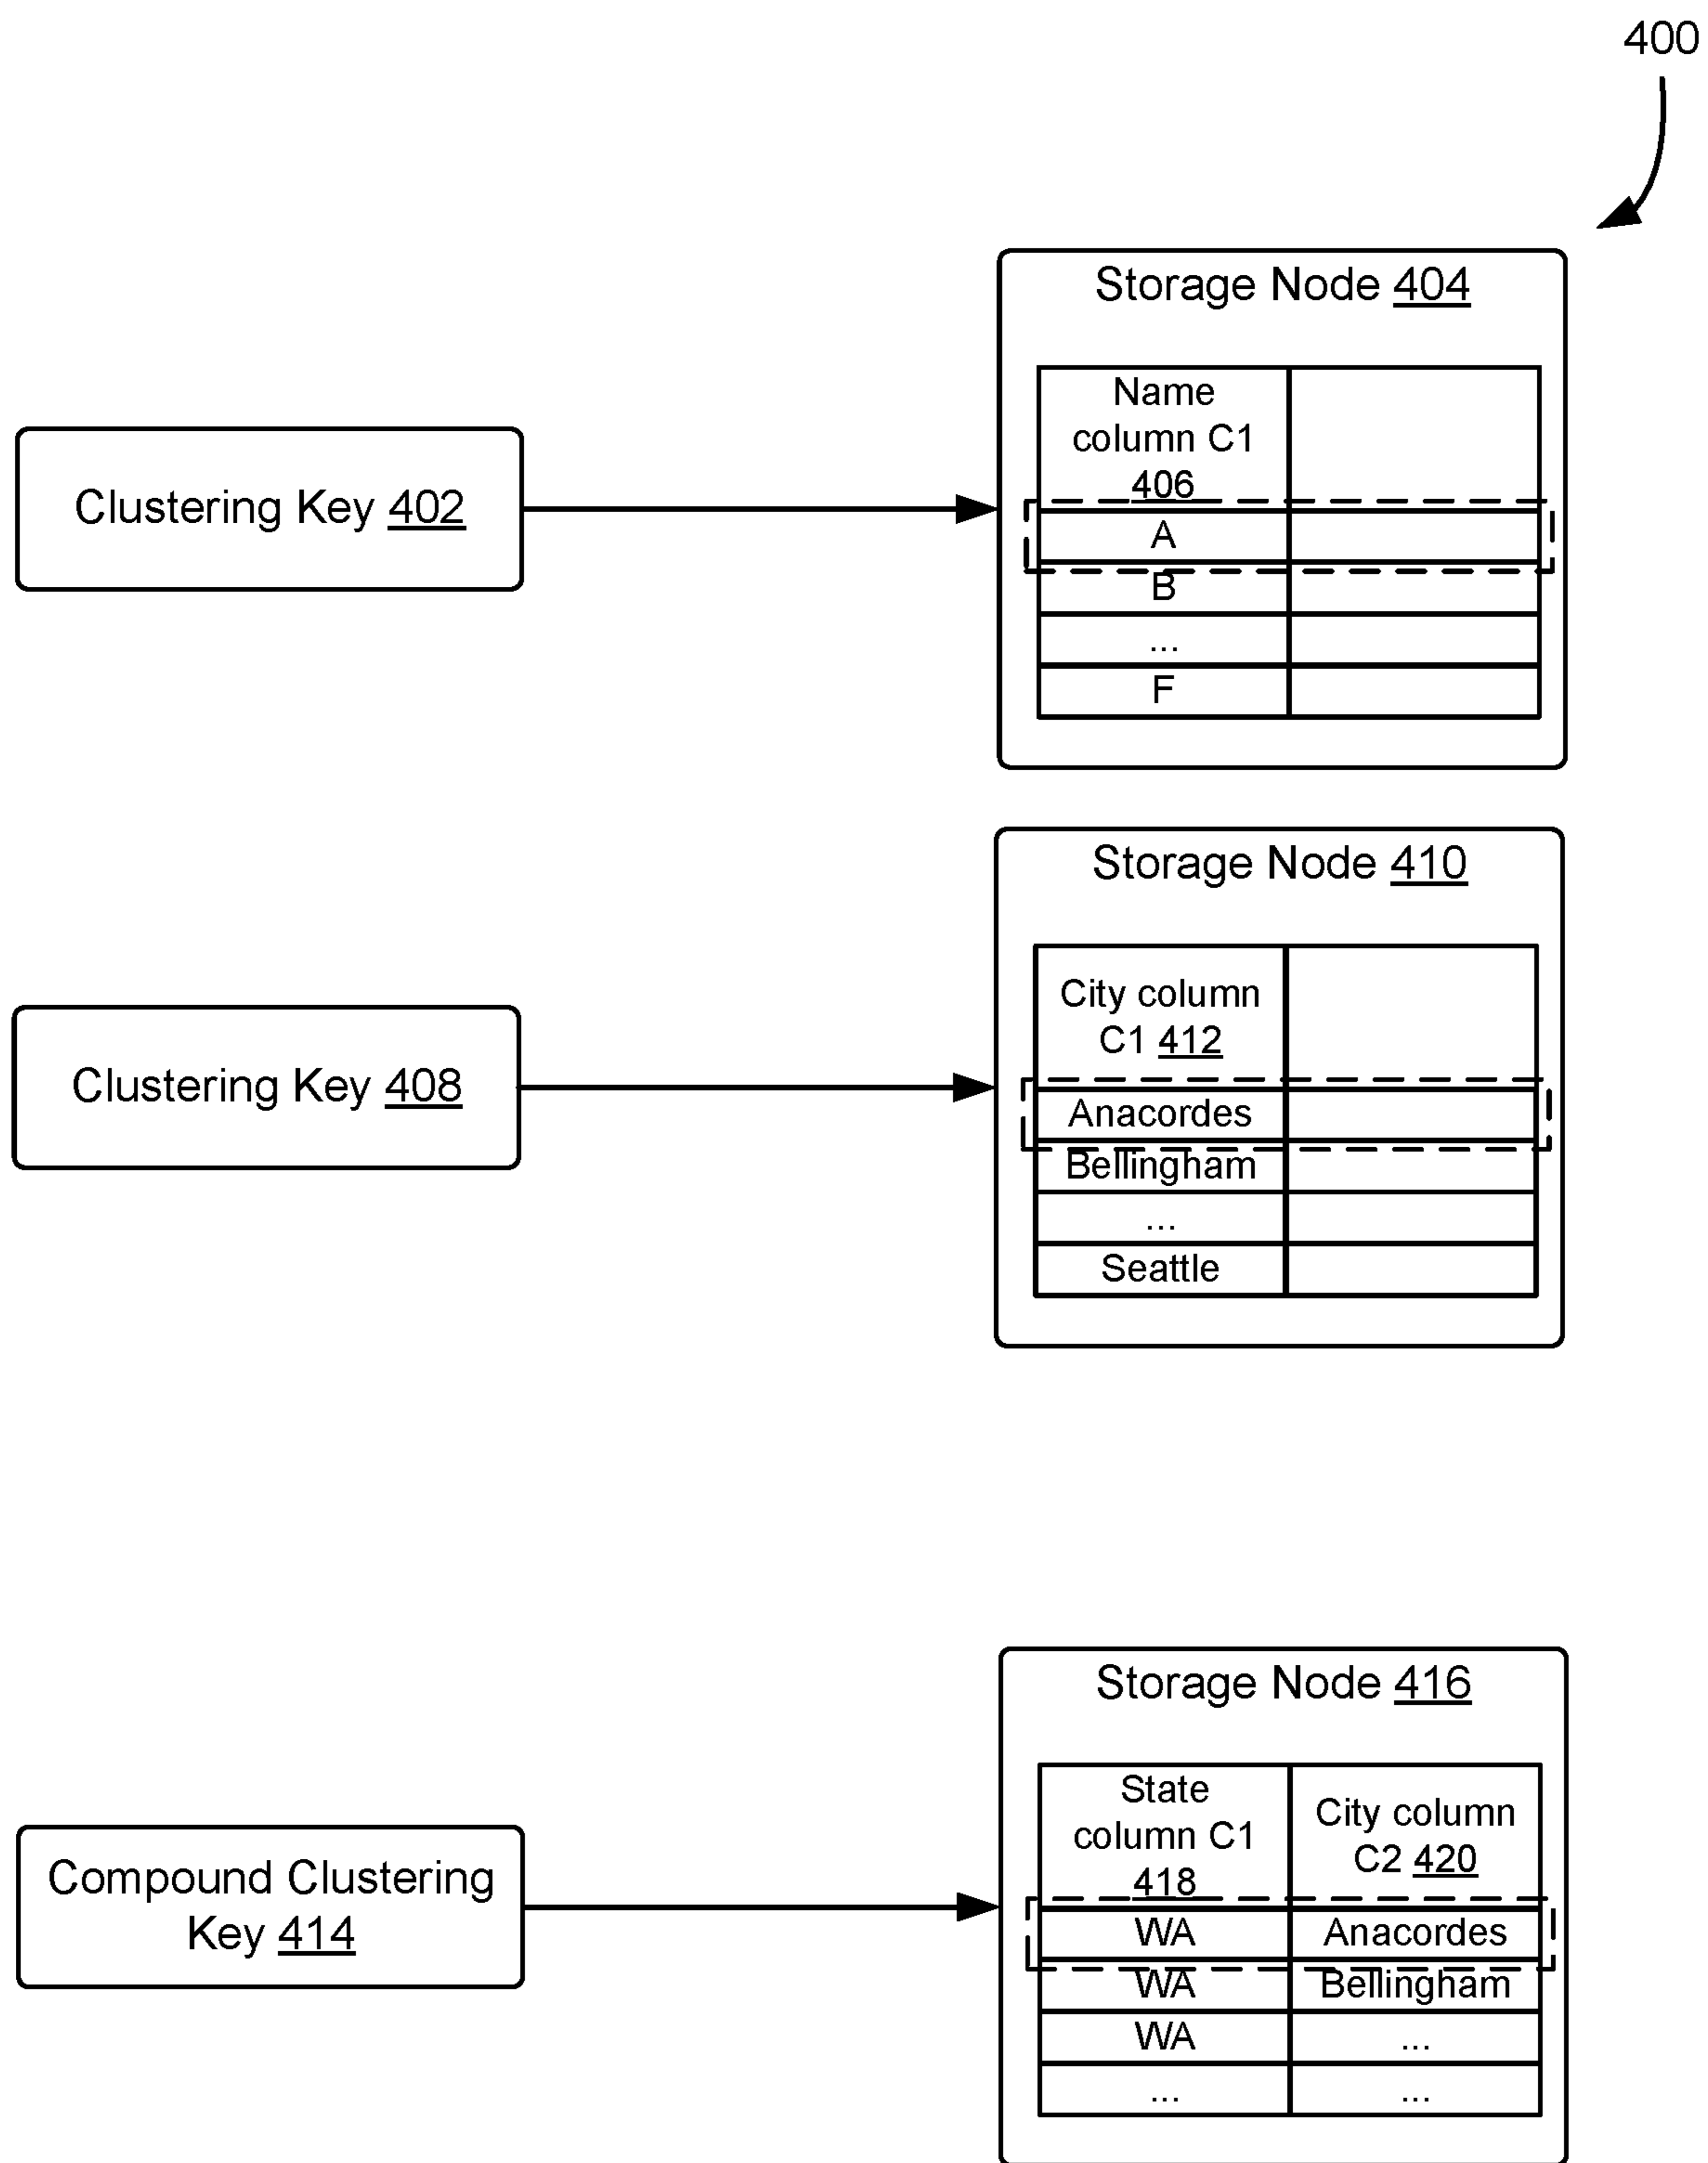 400
Storage Node 404
Name
column C1
406
Clustering Key 402
A
B
...
F
Storage Node 410
City column
C1 412
Clustering Key 408
Anacordes
Bellingham
...
Seattle
Storage Node 416
State
column C1
418
City column
C2 420
Compound Clustering
Key 414
WA Anacordes
WA Bellingham
WA ...
... ...